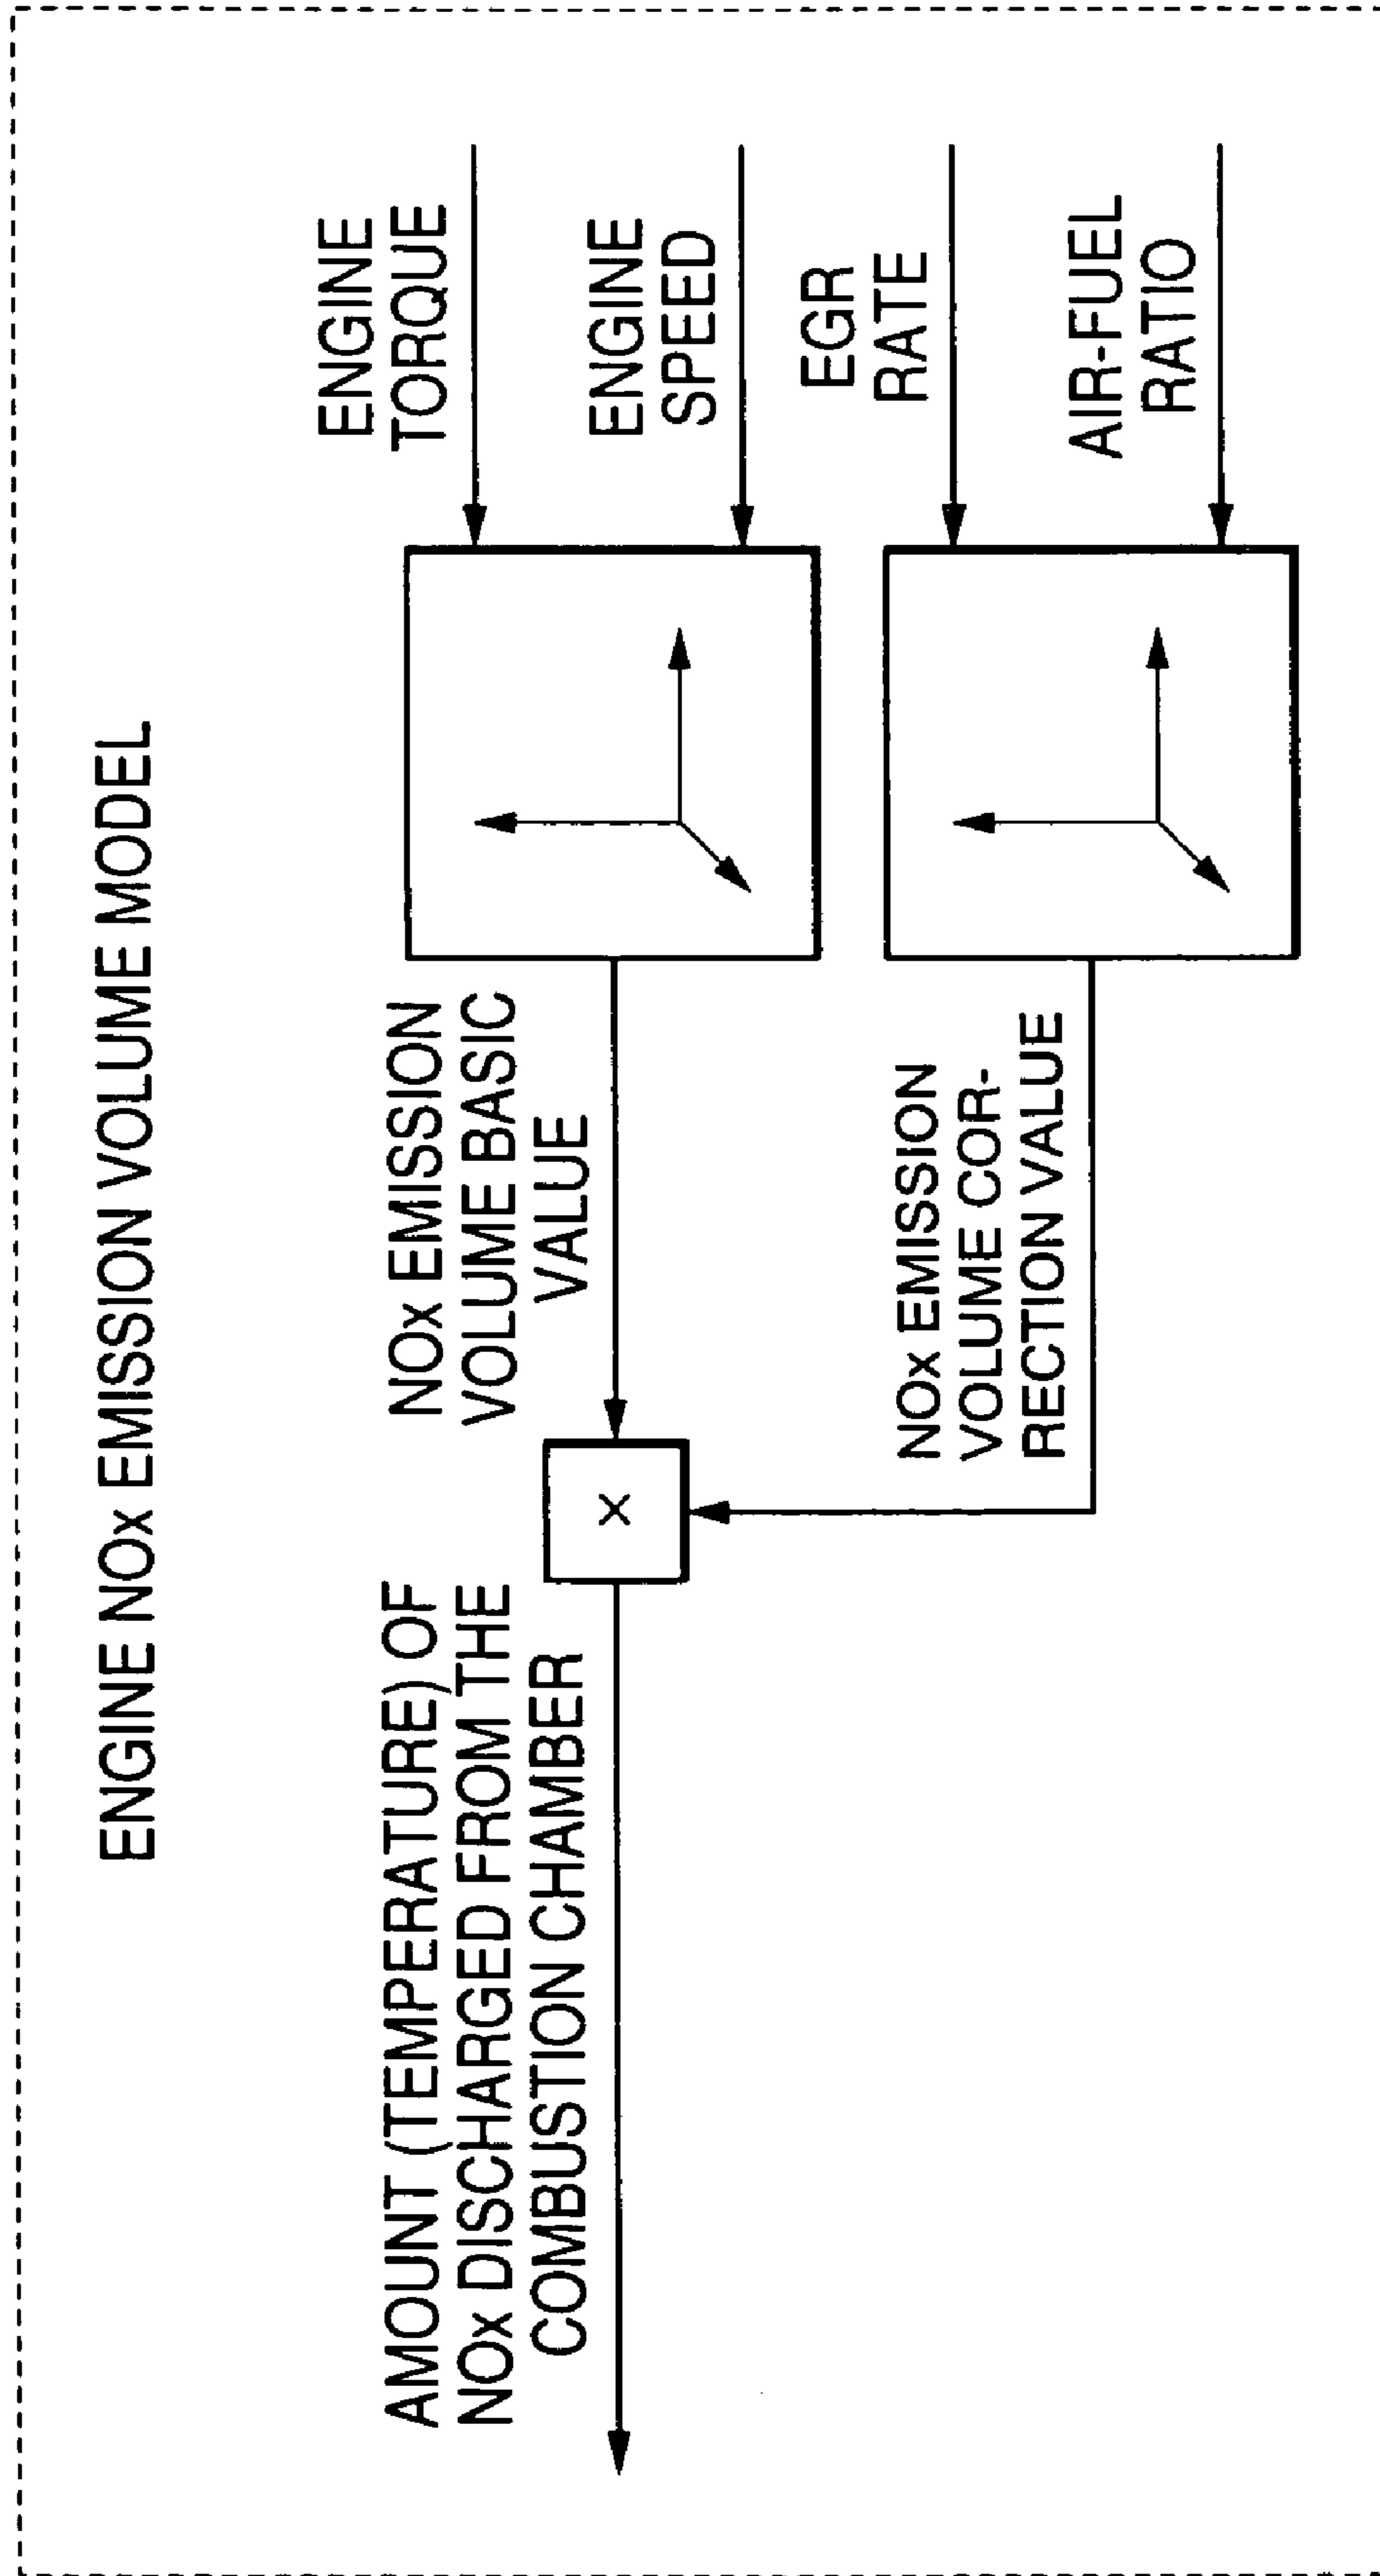 ENGINE NOx EMISSION VOLUME MODEL
AMOUNT (TEMPERATURE) OF
NOx DISCHARGED FROM THE
COMBUSTION CHAMBER
×
NOx EMISSION
VOLUME BASIC
VALUE
NOx EMISSION
VOLUME COR-
RECTION VALUE
ENGINE
TORQUE
ENGINE
SPEED
EGR
RATE
AIR-FUEL
RATIO